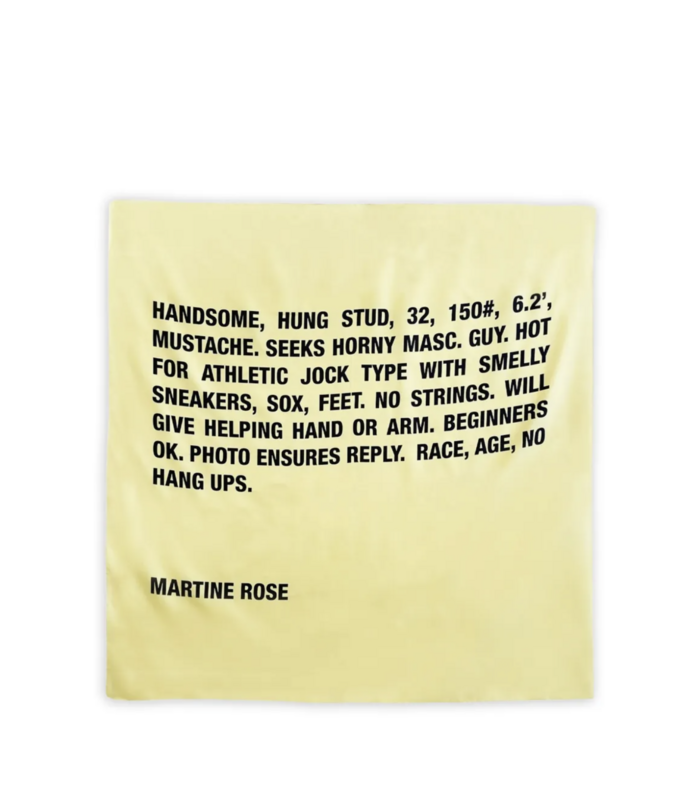 HANDSOME, HUNG STUD, 32, 150#, 6.2',
MUSTACHE. SEEKS HORNY MASC. GUY. HOT
FOR ATHLETIC JOCK TYPE WITH SMELLY
SNEAKERS, SOX, FEET. NO STRINGS. WILL
GIVE HELPING HAND OR ARM. BEGINNERS
OK. PHOTO ENSURES REPLY. RACE, AGE, NO
HANG UPS.
MARTINE ROSE